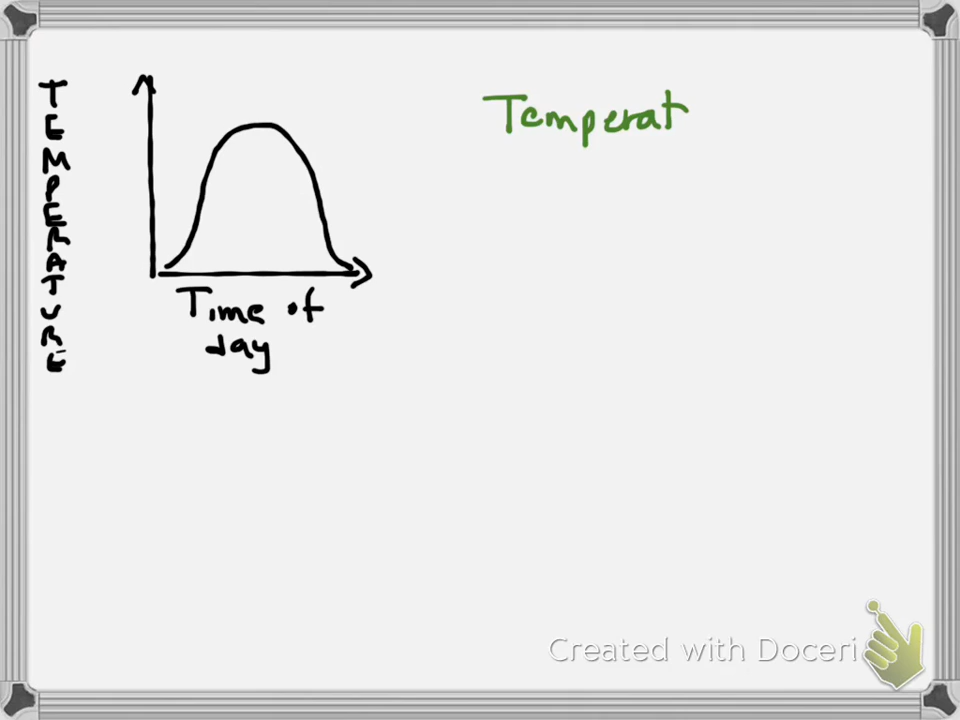 TEMPERATURE
Time of
day
Temperat
Created with Doceri